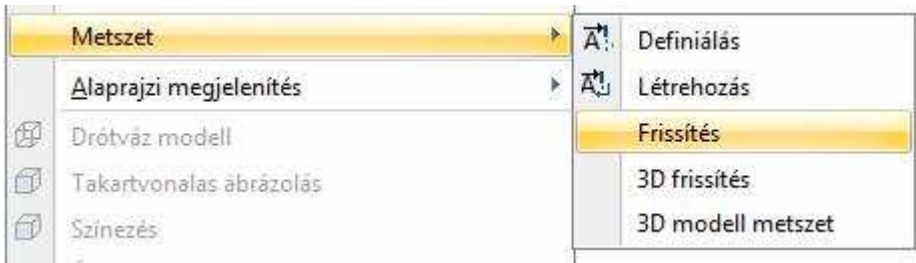 Metszet
Alaprajzi megjelenítés
Drótváz modell
Takartvonalas ábrázolás
Színezés
Definiálás
Létrehozás
Frissítés
3D frissítés
3D modell metszet